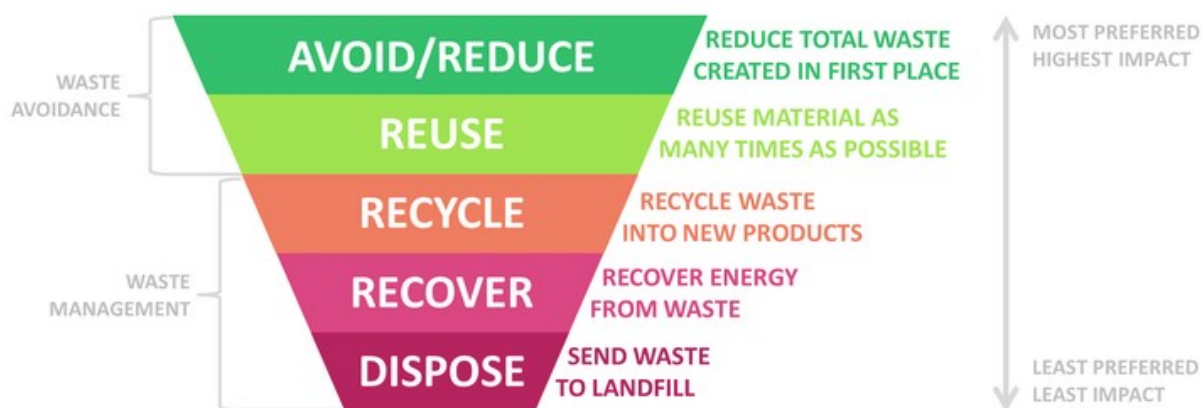 AVOID/REDUCE
REDUCE TOTAL WASTE
CREATED IN FIRST PLACE
MOST PREFERRED
HIGHEST IMPACT
WASTE
AVOIDANCE
REUSE
REUSE MATERIAL AS
MANY TIMES AS POSSIBLE
RECYCLE
RECYCLE WASTE
INTO NEW PRODUCTS
WASTE
MANAGEMENT
RECOVER
RECOVER ENERGY
FROM WASTE
DISPOSE
SEND WASTE
TO LANDFILL
LEAST PREFERRED
LEAST IMPACT